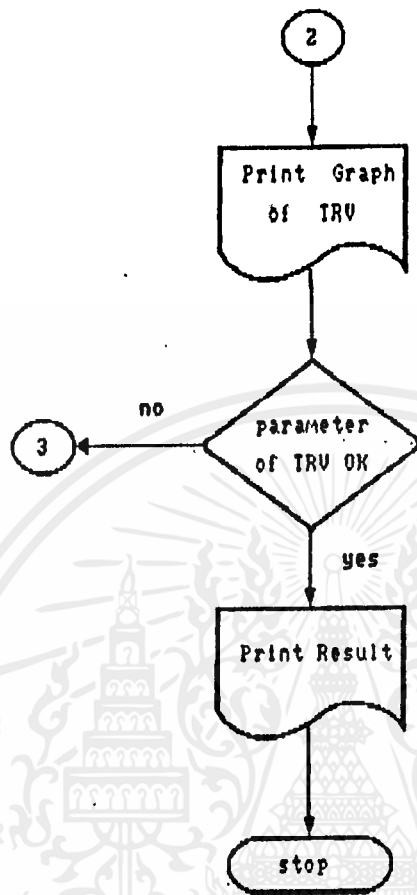 2
Print Graph
of TRV
no
3
parameter
of TRV OK
yes
Print Result
stop